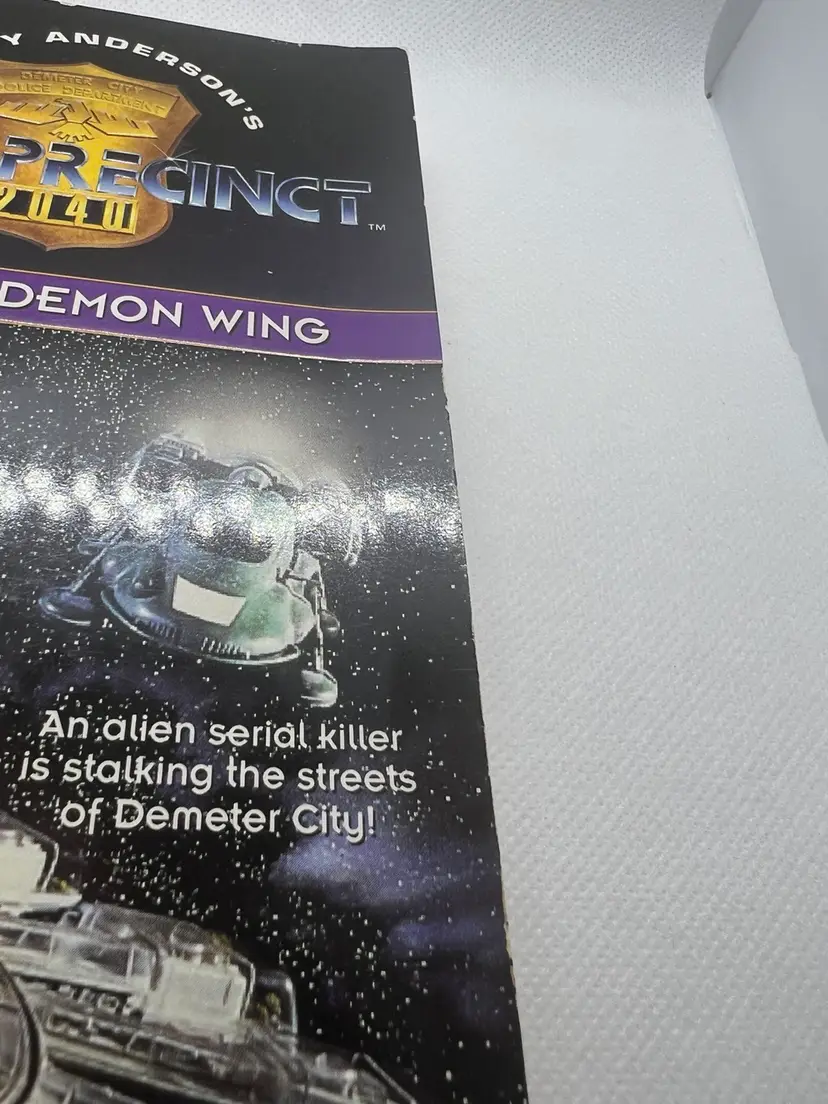 Y ANDERSON'S
DEMETER CITY
POLICE DEPARTMENT
PRECINCT
2040
TM
DEMON WING
An alien serial killer
is stalking the streets
of Demeter City!